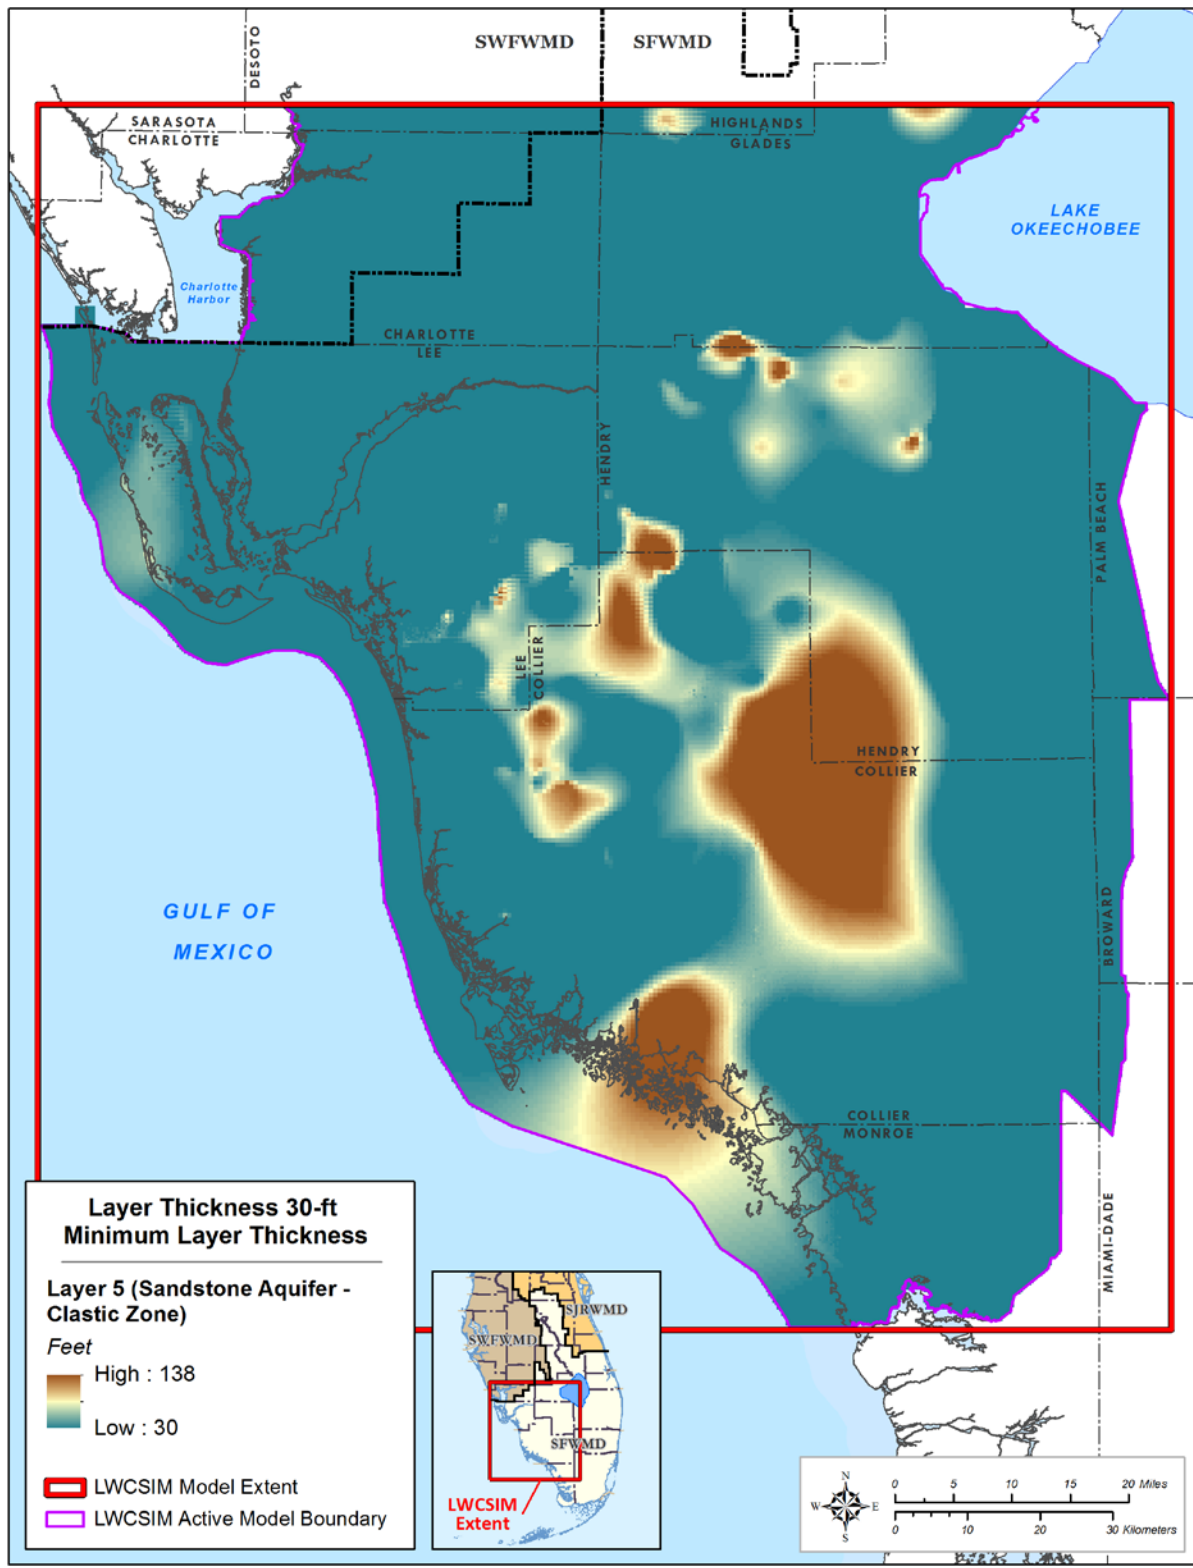 SWFWMD
SFWMD
DESOTO
SARASOTA
CHARLOTTE
HIGHLANDS
GLADES
LAKE
OKEECHOBEE
Charlotte
Harbor
CHARLOTTE
LEE
HENDRY
PALM BEACH
LEE
COLLIER
HENDRY
COLLIER
GULF OF
MEXICO
BROWARD
COLLIER
MONROE
MIAMI-DADE
Layer Thickness 30-ft
Minimum Layer Thickness
Layer 5 (Sandstone Aquifer -
Clastic Zone)
Feet
High : 138
Low : 30
LWCSIM Model Extent
LWCSIM Active Model Boundary
SJRWMD
SWFWMD
SFWMD
LWCSIM
Extent
N
W
E
S
0 5 10 15 20 Miles
0 10 20 30 Kilometers